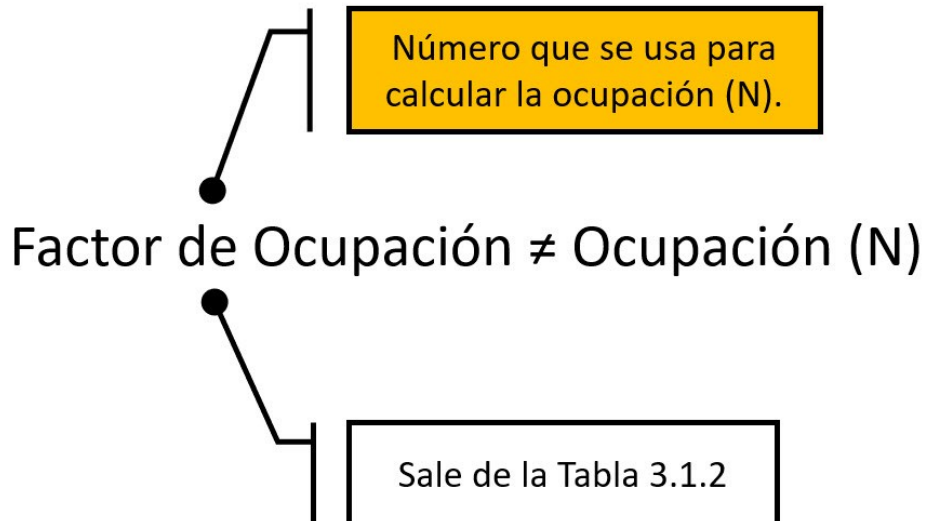 Número que se usa para
calcular la ocupación (N).
Factor de Ocupación ≠ Ocupación (N)
Sale de la Tabla 3.1.2